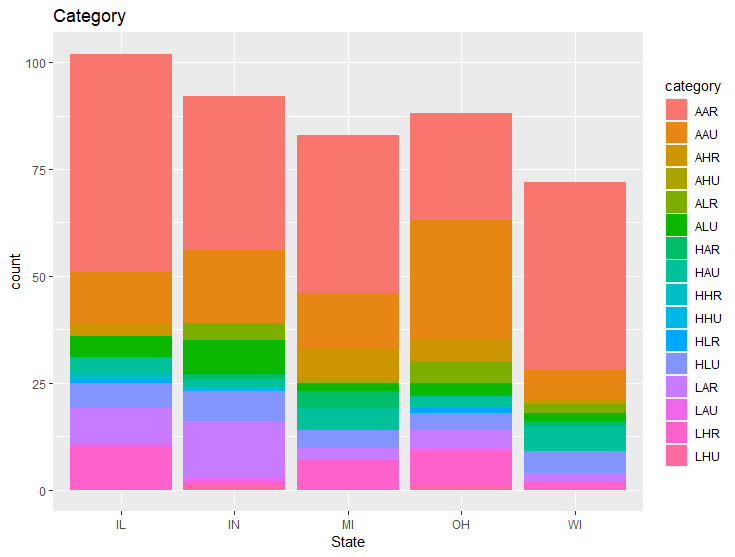 Category
count
100
75
50
25
0
IL IN MI OH WI
State
category
AAR
AAU
AHR
AHU
ALR
ALU
HAR
HAU
HHR
HHU
HLR
HLU
LAR
LAU
LHR
LHU